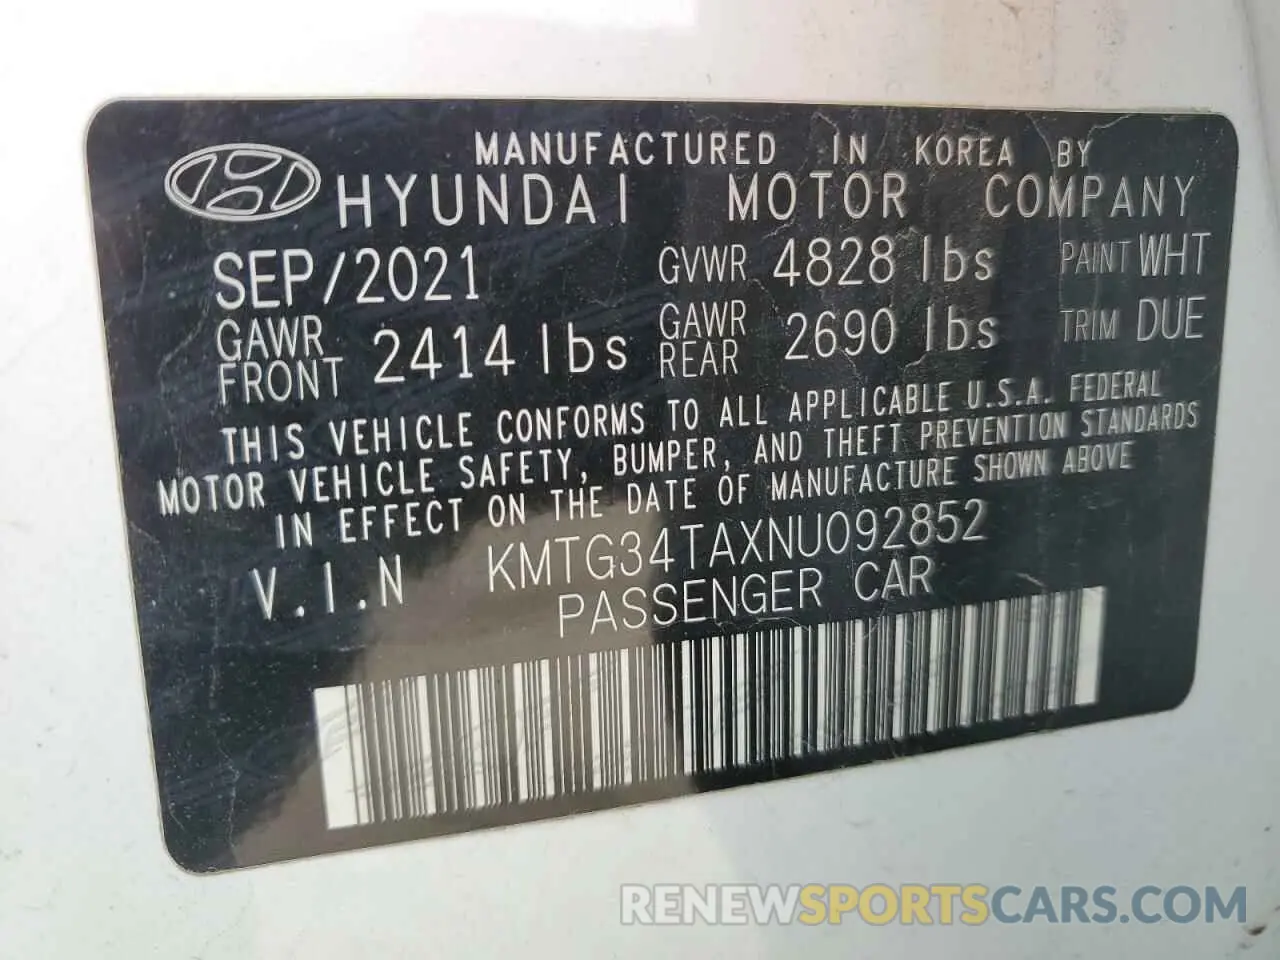 MANUFACTURED IN KOREA BY
HYUNDAI MOTOR COMPANY
SEP/2021 GVWR 4828 lbs PAINT WHT
GAWR FRONT 2414 lbs GAWR REAR 2690 lbs TRIM DUE
THIS VEHICLE CONFORMS TO ALL APPLICABLE U.S.A. FEDERAL
MOTOR VEHICLE SAFETY, BUMPER, AND THEFT PREVENTION STANDARDS
IN EFFECT ON THE DATE OF MANUFACTURE SHOWN ABOVE
V.I.N KMTG34TAXNU092852
PASSENGER CAR
RENEWSPORTSCARS.COM